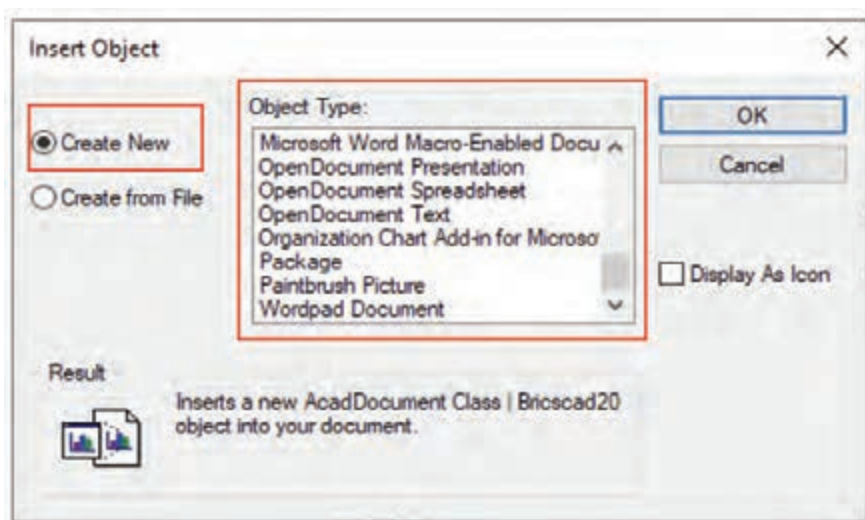 Insert Object
Create New
Create from File
Object Type:
Microsoft Word Macro-Enabled Docu
OpenDocument Presentation
OpenDocument Spreadsheet
OpenDocument Text
Organization Chart Add-in for Microso
Package
Paintbrush Picture
Wordpad Document
OK
Cancel
Display As Icon
Result
Inserts a new AcadDocument Class | Bricscad20
object into your document.